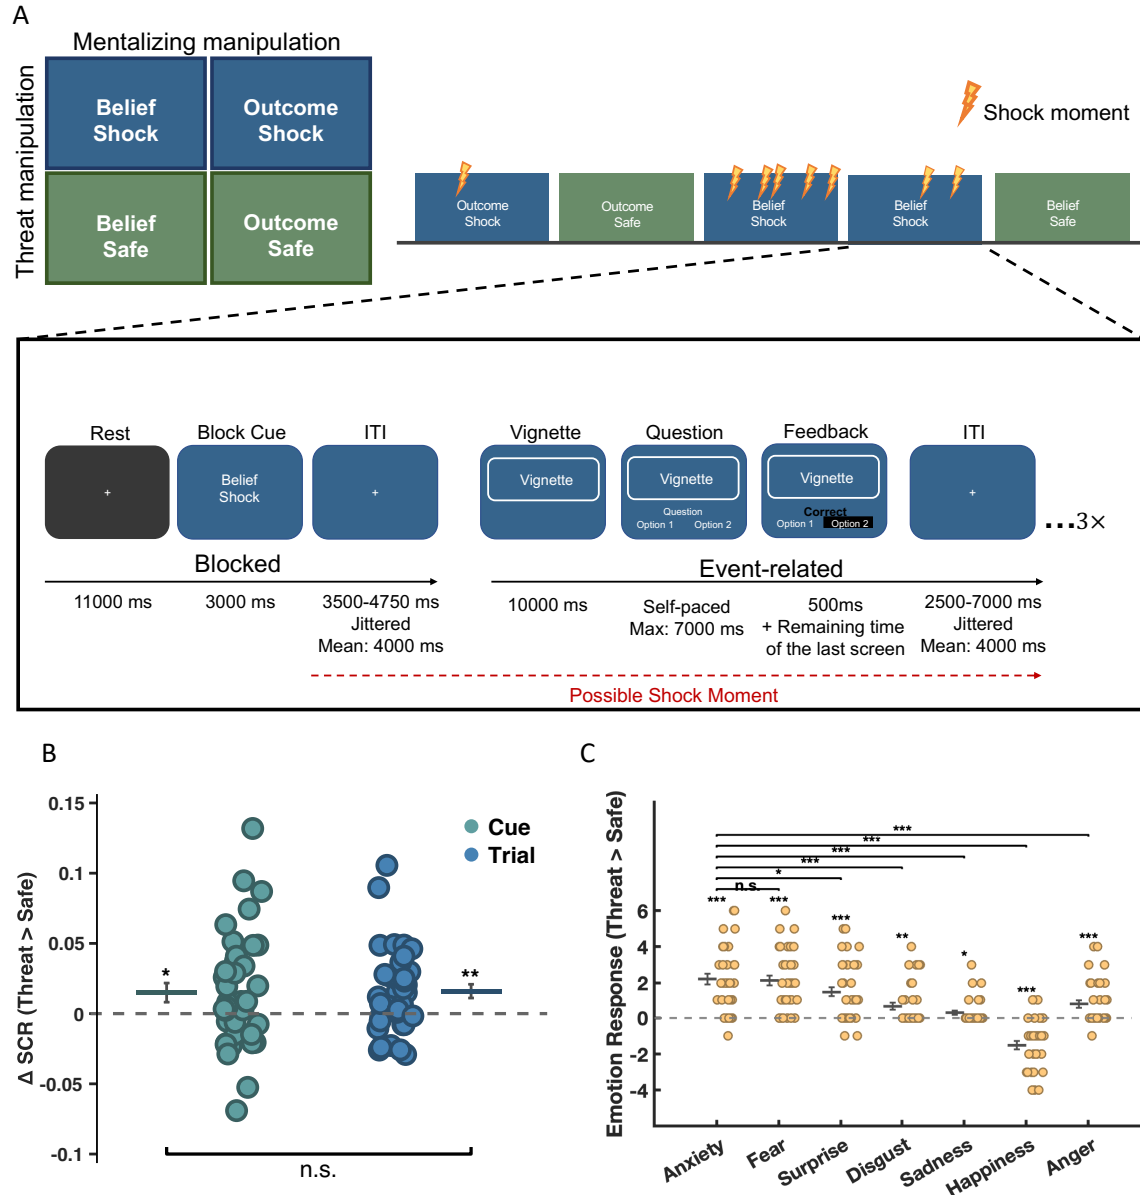 A
Mentalizing manipulation
Threat manipulation
Belief
Shock
Outcome
Shock
Belief
Safe
Outcome
Safe
Shock moment
Outcome
Shock
Outcome
Safe
Belief
Shock
Belief
Shock
Belief
Safe
Rest
Block Cue
ITI
Vignette
Question
Feedback
ITI
+
Belief
Shock
+
Vignette
Vignette
Question
Option 1 Option 2
Vignette
Correct
Option 1 Option 2
+
...3×
Blocked
Event-related
11000 ms
3000 ms
3500-4750 ms
Jittered
Mean: 4000 ms
10000 ms
Self-paced
Max: 7000 ms
500ms
+ Remaining time
of the last screen
2500-7000 ms
Jittered
Mean: 4000 ms
Possible Shock Moment
B
Δ SCR (Threat > Safe)
0.15
0.1
0.05
0
-0.05
-0.1
Cue
Trial
*
**
n.s.
C
Emotion Response (Threat > Safe)
6
4
2
0
-2
-4
***
***
***
***
*
n.s.
***
***
***
**
*
***
***
Anxiety
Fear
Surprise
Disgust
Sadness
Happiness
Anger